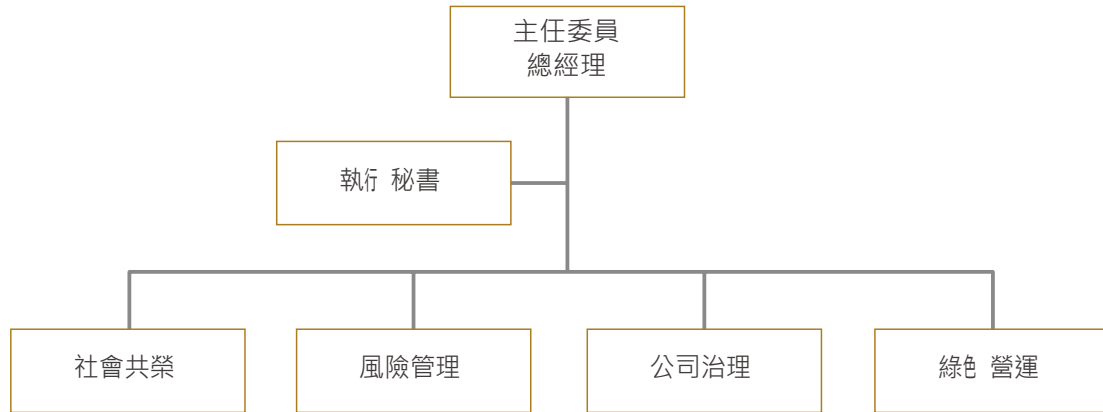 主任委員
總經理
執行 秘書
社會共榮
風險管理
公司治理
綠色 營運